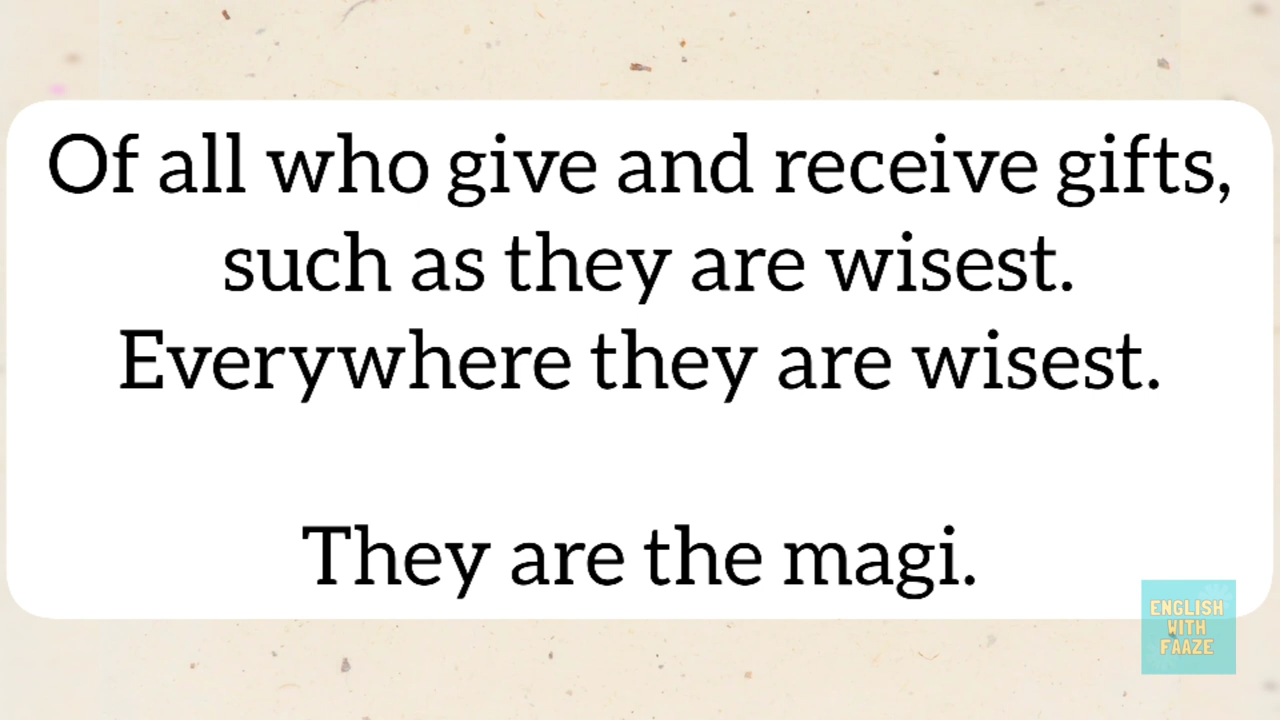 Of all who give and receive gifts,
such as they are wisest.
Everywhere they are wisest.
They are the magi.
ENGLISH
WITH
FAAZE